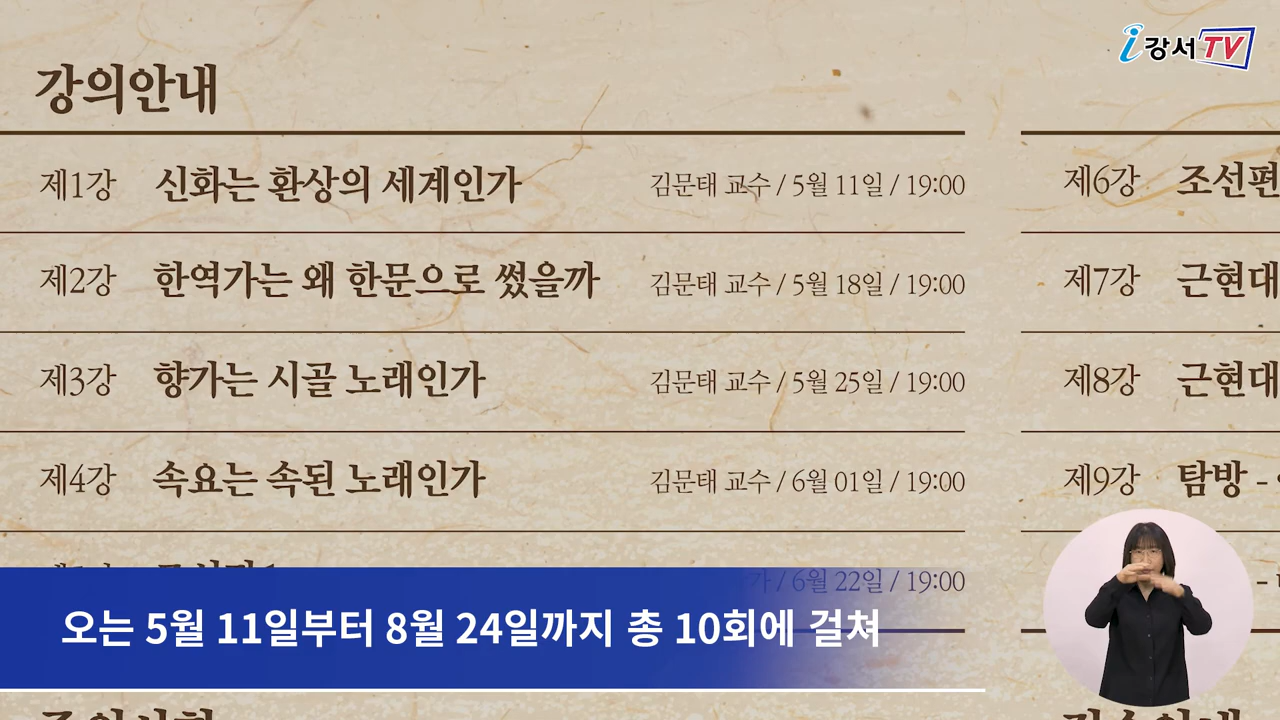 i강서TV
강의안내
제1강 신화는 환상의 세계인가 김문태 교수 / 5월 11일 / 19:00
제2강 한역가는 왜 한문으로 썼을까 김문태 교수 / 5월 18일 / 19:00
제3강 향가는 시골 노래인가 김문태 교수 / 5월 25일 / 19:00
제4강 속요는 속된 노래인가 김문태 교수 / 6월 01일 / 19:00
/ 6월 22일 / 19:00
제6강 조선편
제7강 근현대
제8강 근현대
제9강 탐방 -
오는 5월 11일부터 8월 24일까지 총 10회에 걸쳐